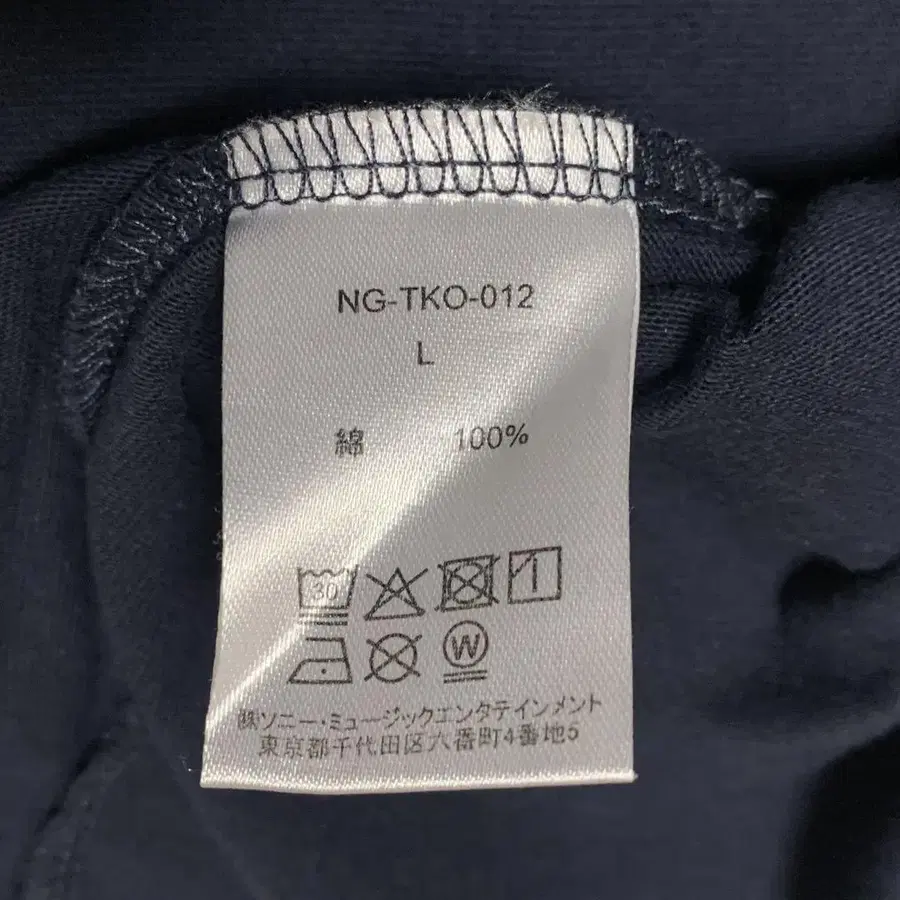 NG-TKO-012
L
綿 100%
30
W
㈱ソニー・ミュージックエンタテインメント
東京都千代田区六番町4番地5